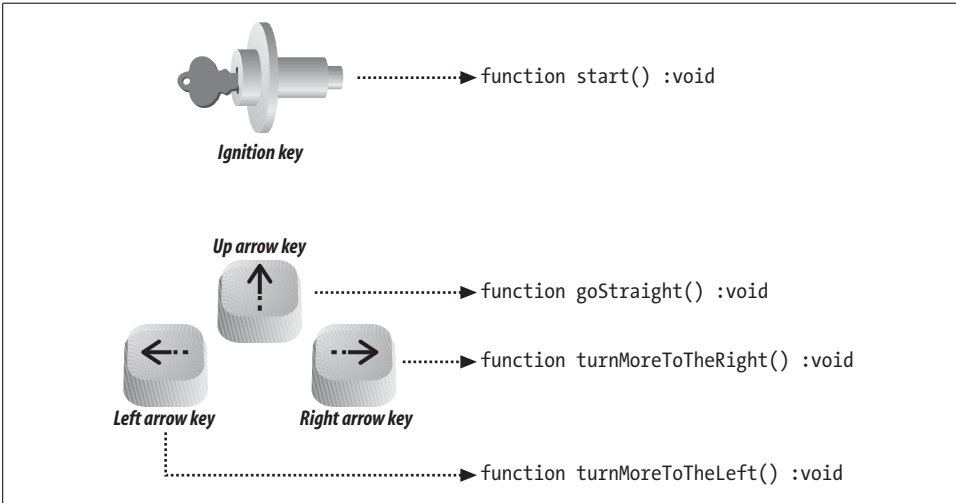 function start() :void
Ignition key
Up arrow key
function goStraight() :void
function turnMoreToTheRight() :void
Left arrow key
Right arrow key
function turnMoreToTheLeft() :void